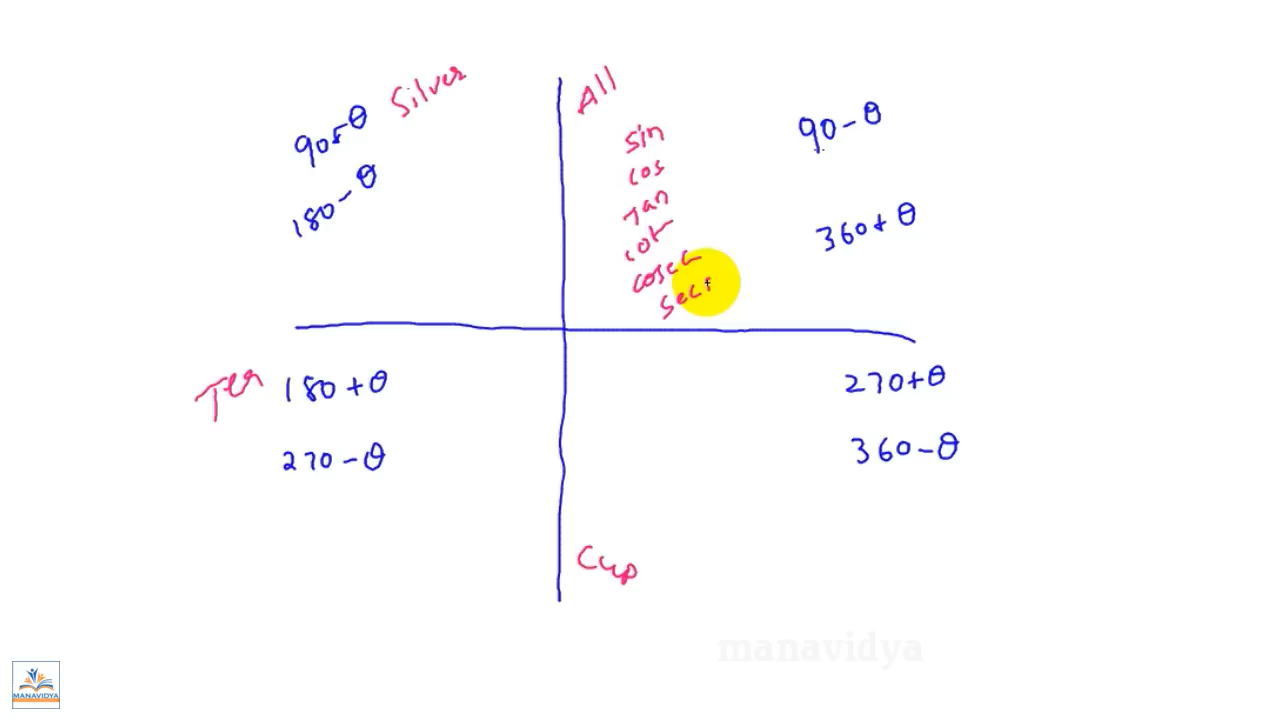 Silver
90+θ
180-θ
All
sin
cos
Tan
cot
cosec
Sec
90-θ
360+θ
Tea
180+θ
270-θ
270+θ
360-θ
Cup
manavidya
MANAVIDYA